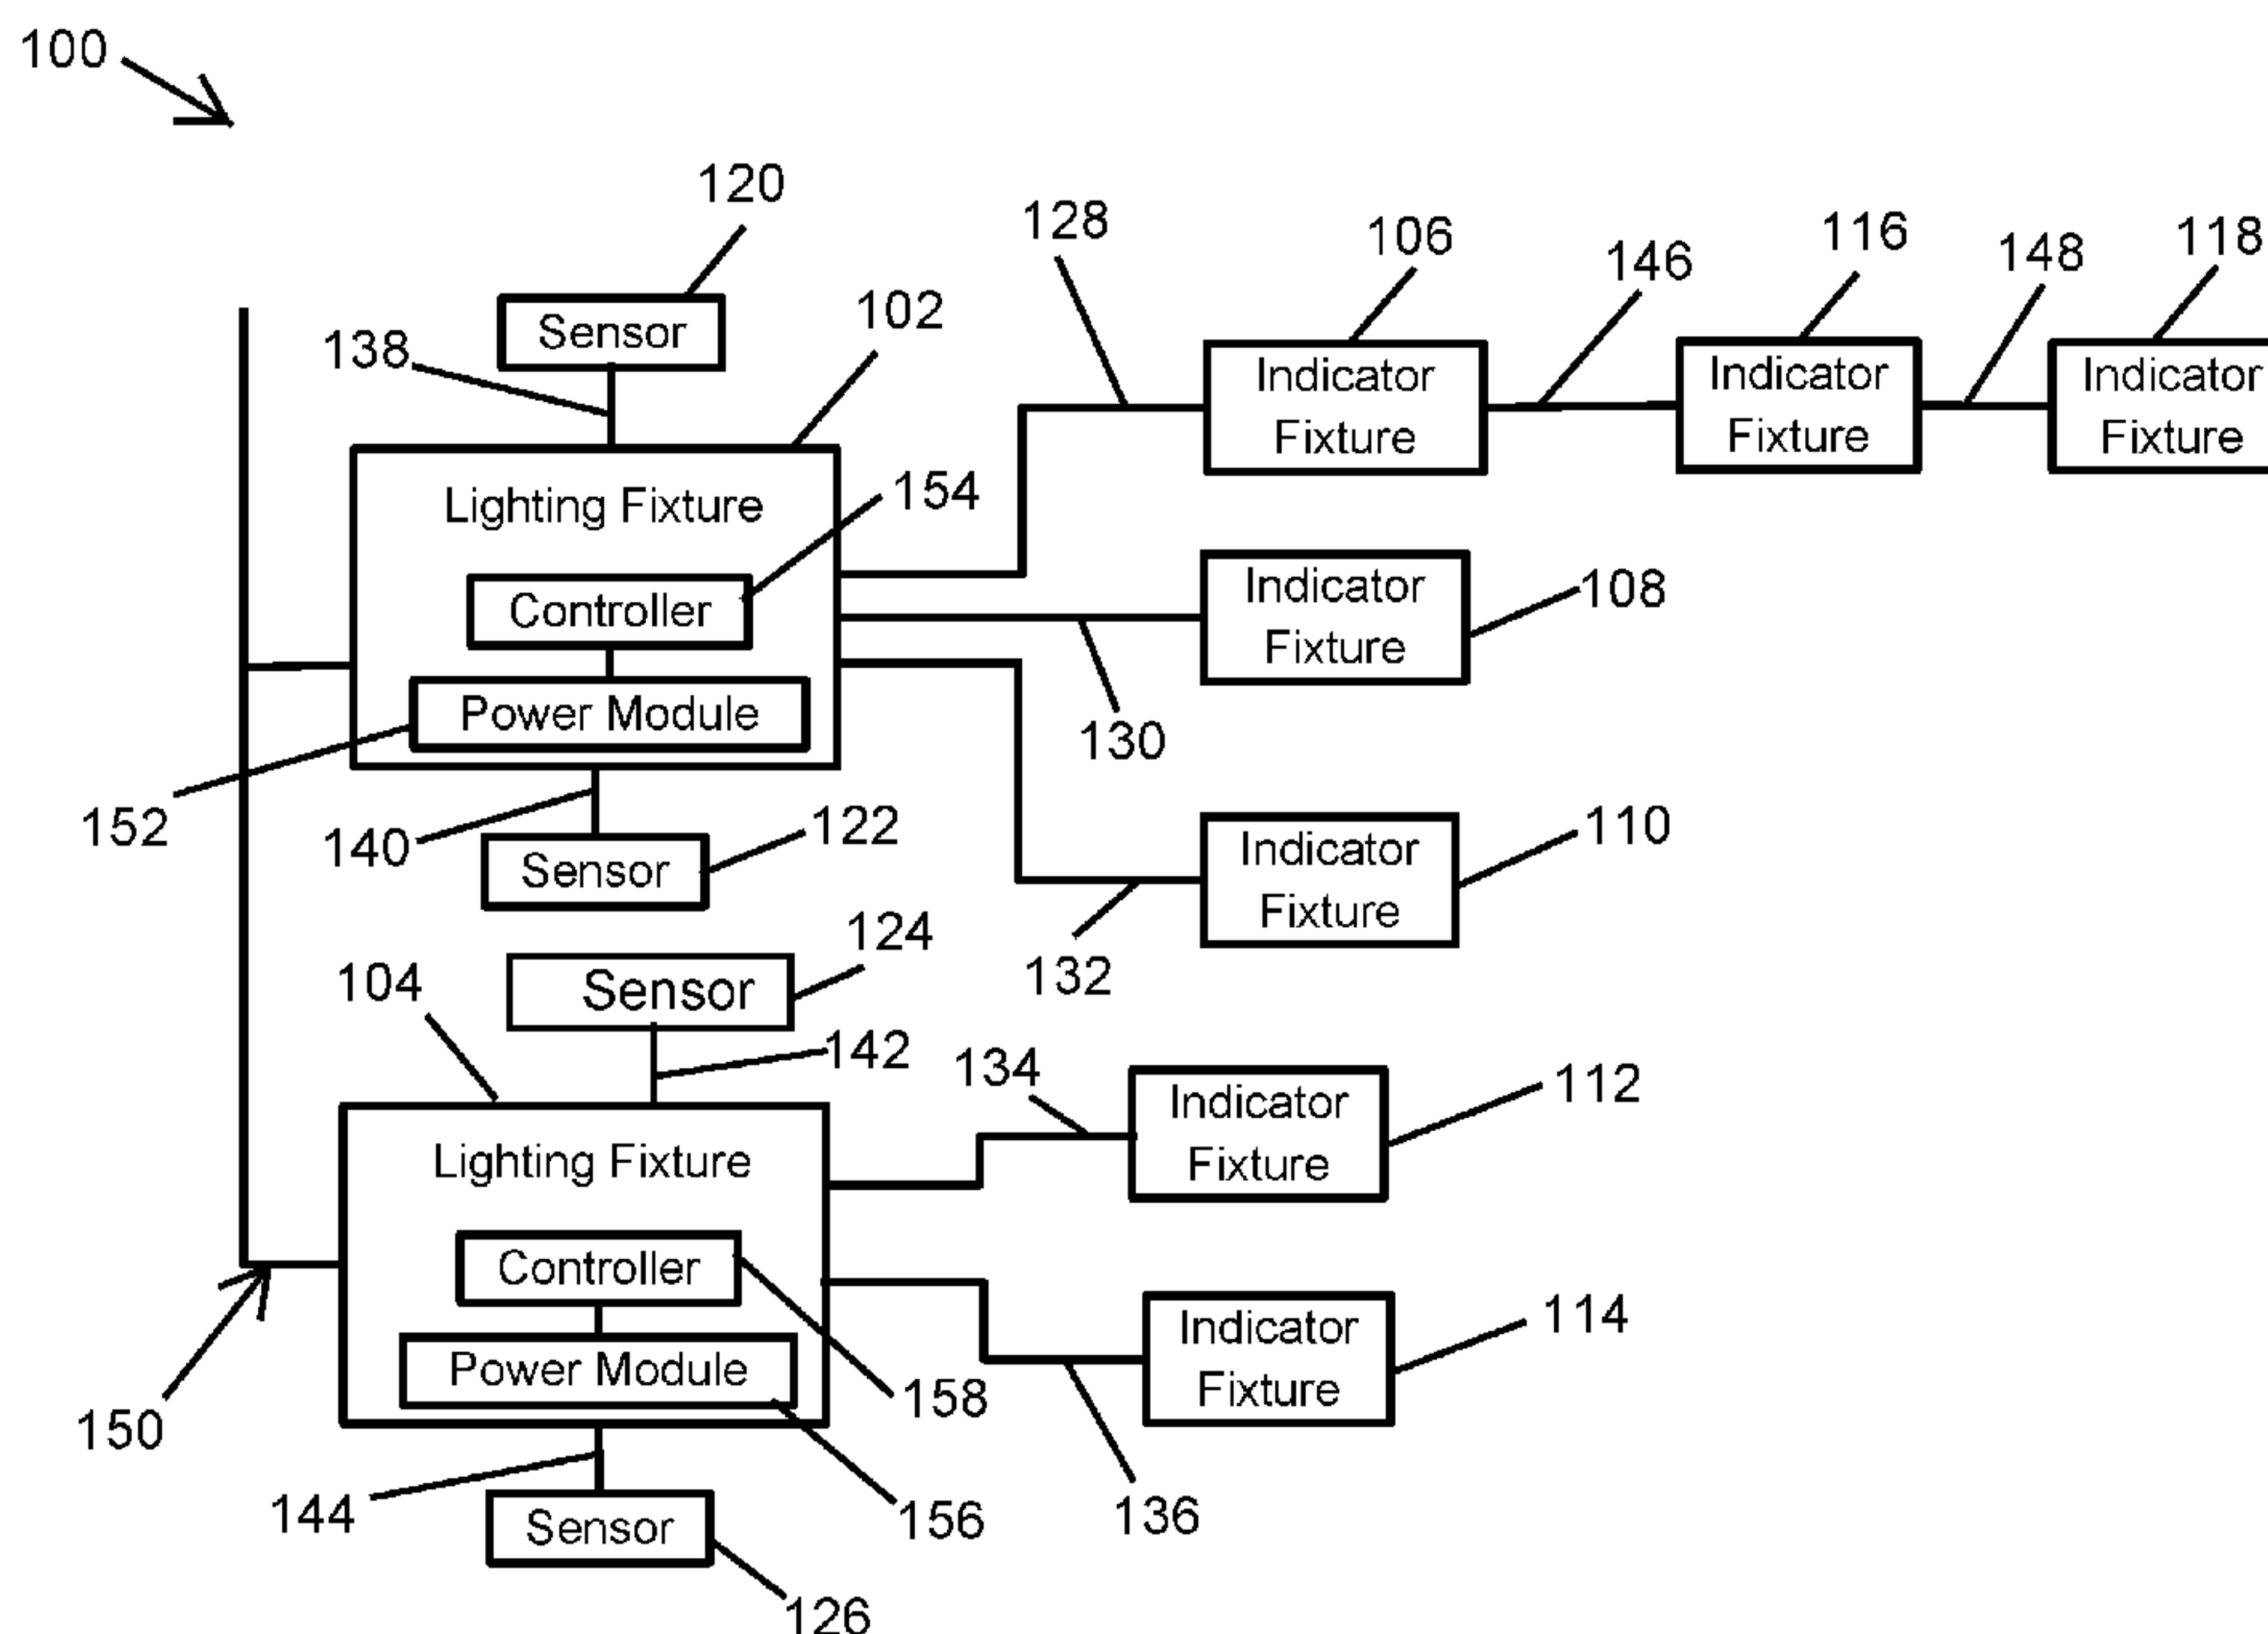 100
120
128
106
116
118
146
148
102
Sensor
138
Indicator
Fixture
Indicator
Fixture
Indicator
Fixture
Lighting Fixture
154
Controller
Indicator
Fixture
108
Power Module
130
152
140
122
Sensor
Indicator
Fixture
110
124
104
Sensor
132
142
134
Indicator
Fixture
112
Lighting Fixture
Controller
Power Module
158
Indicator
Fixture
114
150
144
156
136
Sensor
126